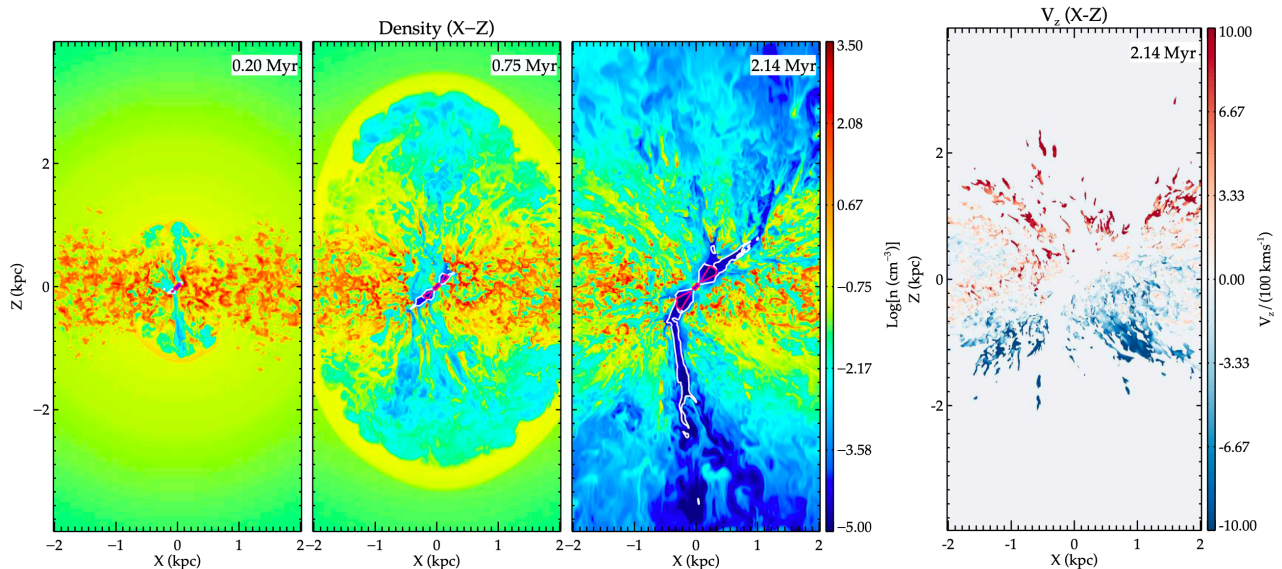 Density (X−Z)
V_z (X-Z)
0.20 Myr
0.75 Myr
2.14 Myr
2.14 Myr
3.50
2.08
0.67
−0.75
−2.17
−3.58
−5.00
Log[n (cm⁻³)]
10.00
6.67
3.33
0.00
-3.33
-6.67
-10.00
V_z / (100 kms⁻¹)
Z (kpc)
2
0
−2
Z (kpc)
2
0
-2
−2 −1 0 1 2
−2 −1 0 1 2
−2 −1 0 1 2
-2 -1 0 1 2
X (kpc)
X (kpc)
X (kpc)
X (kpc)